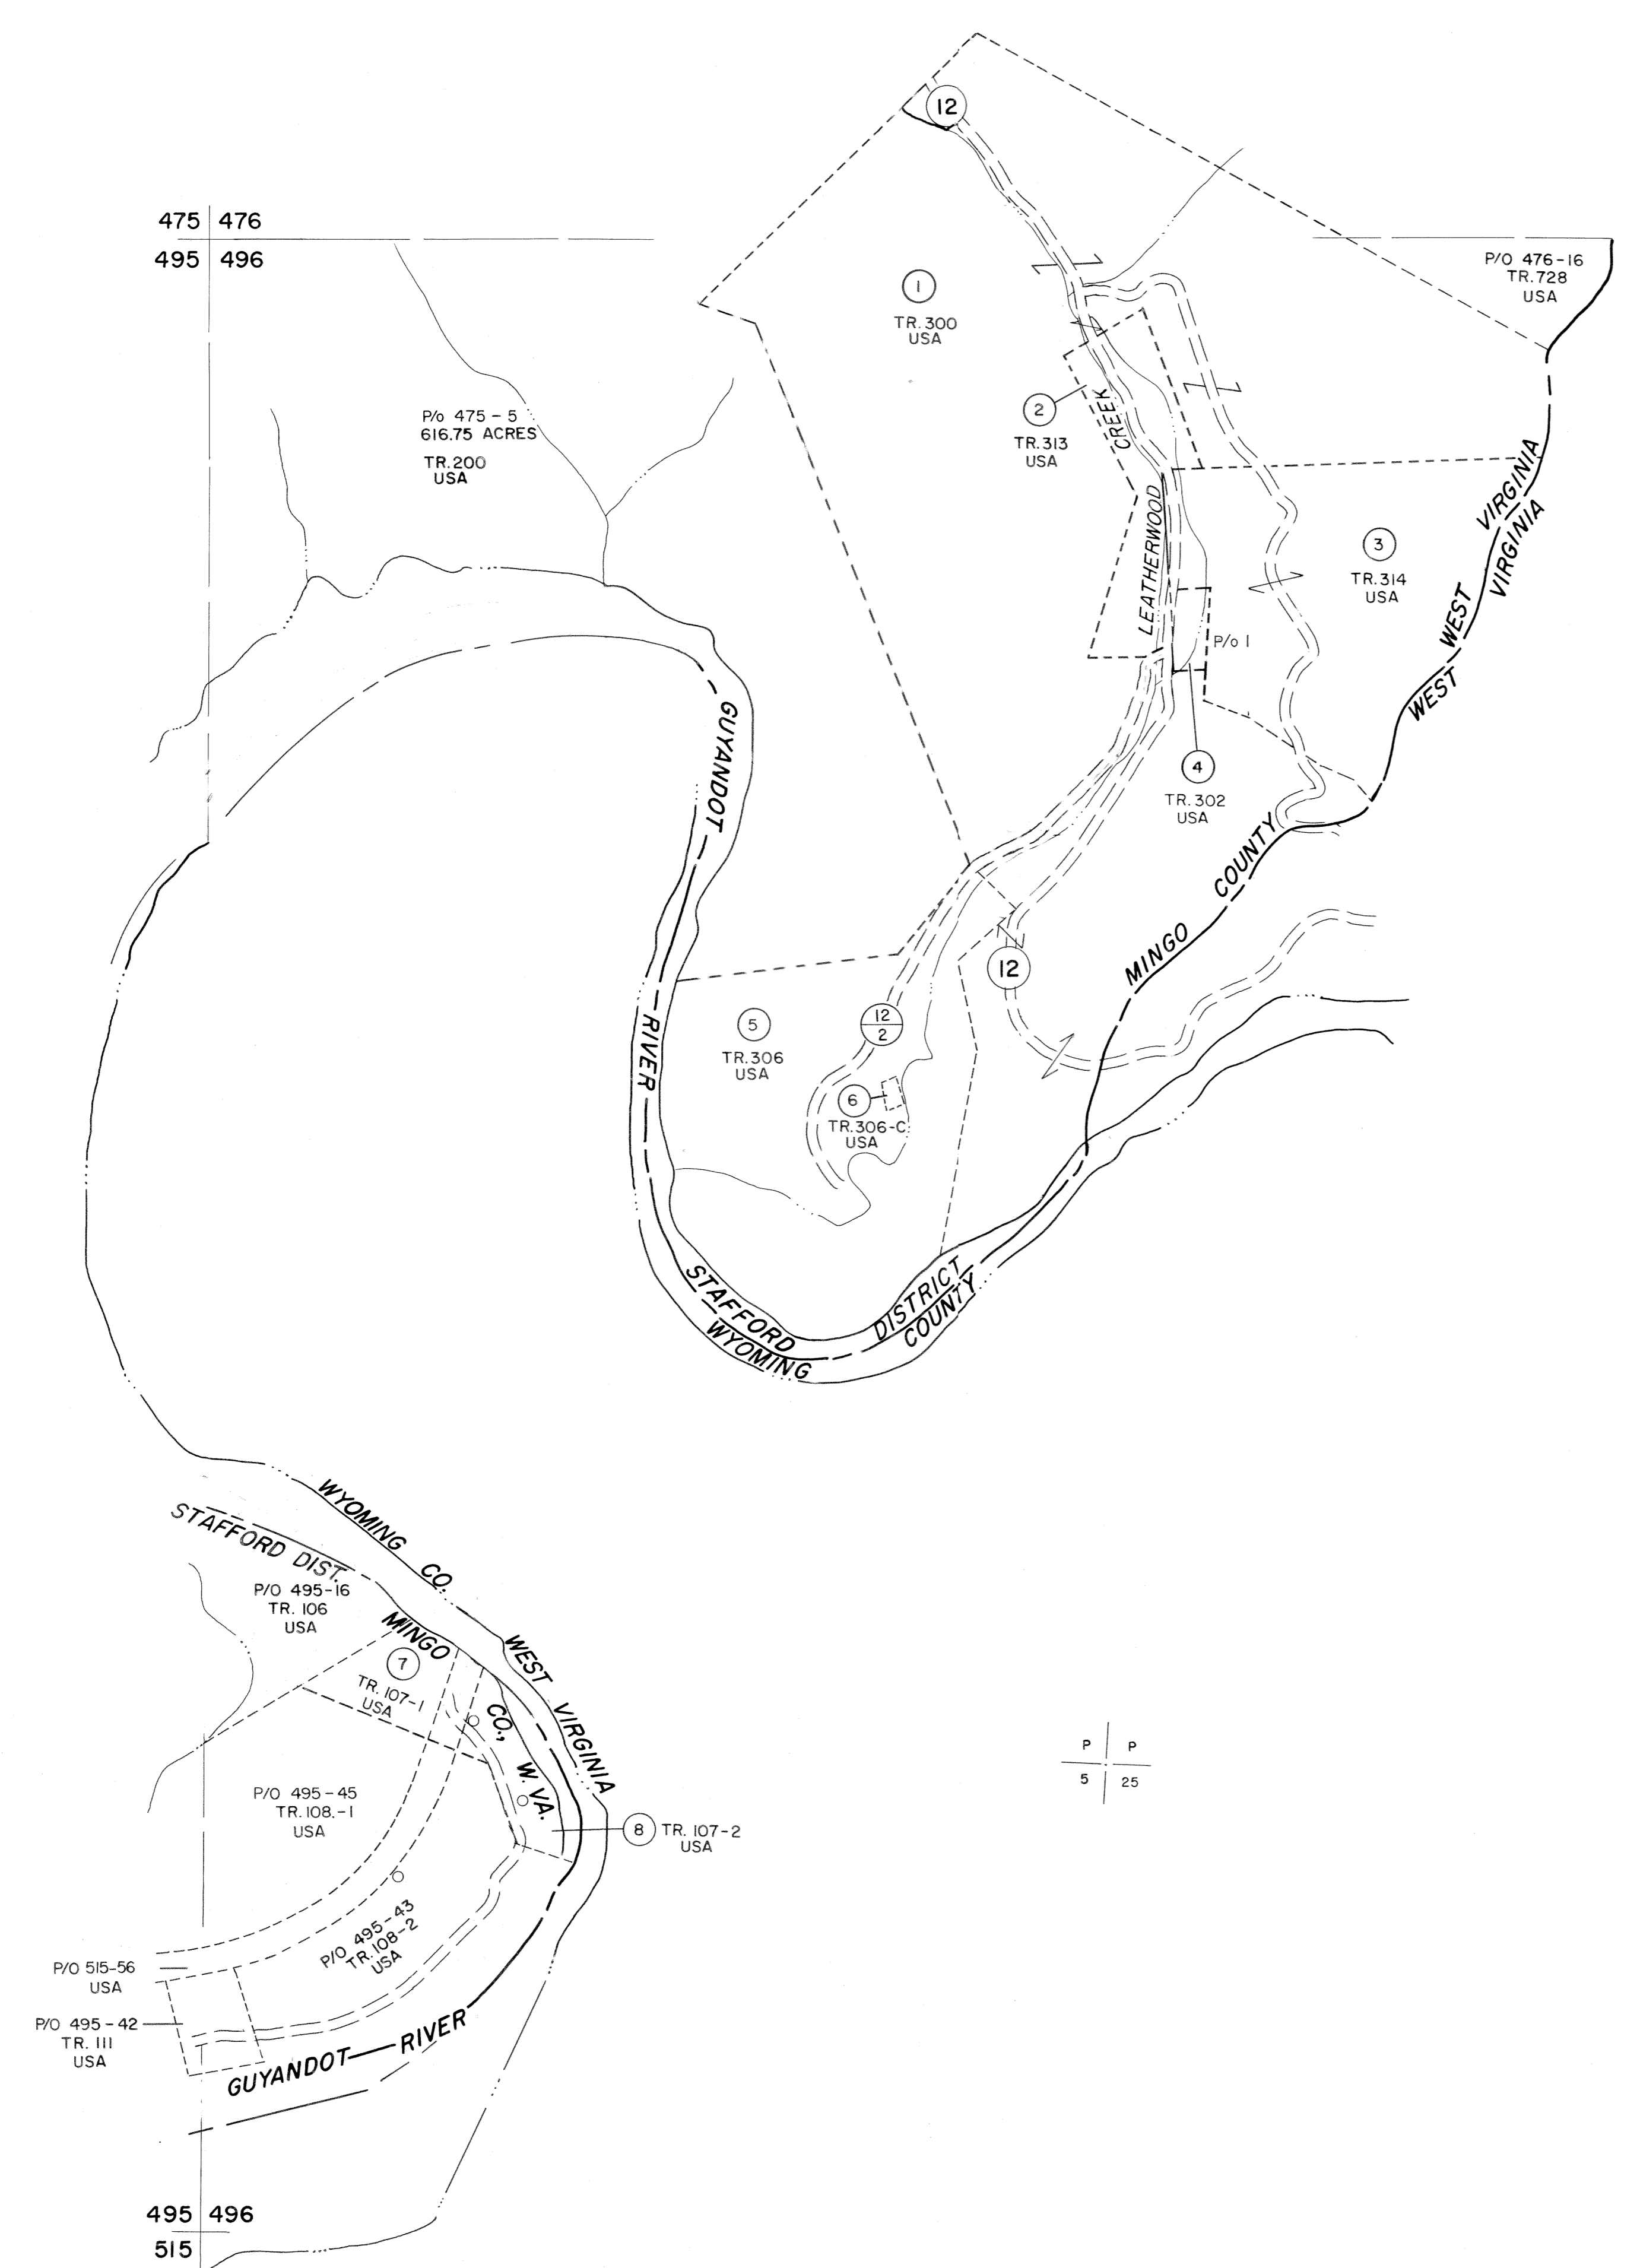 12
475 476
495 496
P/O 476-16
TR.728
USA
1
TR.300
USA
2
TR.313
USA
CREEK
LEATHERWOOD
P/o 475-5
616.75 ACRES
TR.200
USA
WEST VIRGINIA
WEST VIRGINIA
3
TR.314
USA
P/o 1
4
TR.302
USA
GUYANDOT RIVER
MINGO COUNTY
12
12
2
5
TR.306
USA
6
TR.306-C
USA
STAFFORD DISTRICT
WYOMING COUNTY
WYOMING CO. WEST VIRGINIA
STAFFORD DIST.
MINGO CO., W. VA.
P/O 495-16
TR. 106
USA
7
TR. 107-1
USA
P/O 495-45
TR.108.-1
USA
8 TR. 107-2
USA
P P
5 25
P/O 495-43
TR.108-2
USA
P/O 515-56
USA
P/O 495-42
TR. 111
USA
GUYANDOT RIVER
495 496
515